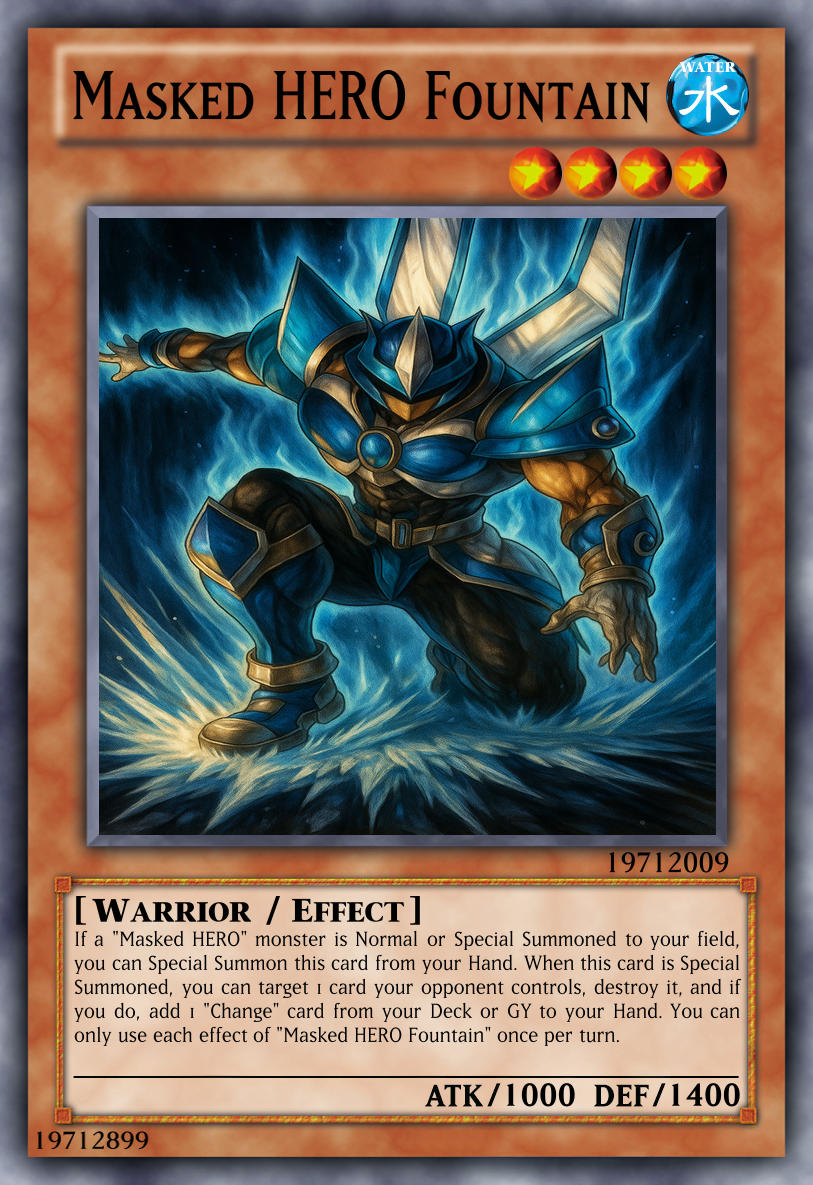 Masked HERO Fountain
WATER
水
19712009
[ Warrior / Effect ]
If a "Masked HERO" monster is Normal or Special Summoned to your field,
you can Special Summon this card from your Hand. When this card is Special
Summoned, you can target 1 card your opponent controls, destroy it, and if
you do, add 1 "Change" card from your Deck or GY to your Hand. You can
only use each effect of "Masked HERO Fountain" once per turn.
ATK/1000 DEF/1400
19712899